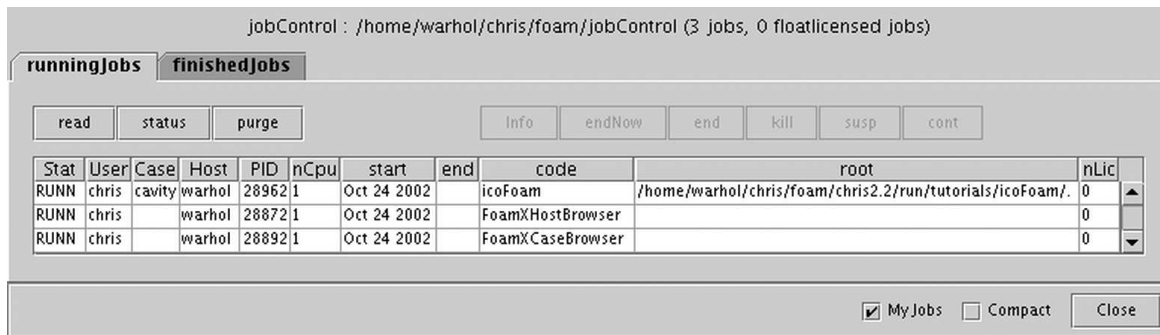 jobControl : /home/warhol/chris/foam/jobControl (3 jobs, 0 floatlicensed jobs)
runningJobs finishedJobs
read status purge Info endNow end kill susp cont
Stat User Case Host PID nCpu start end code root nLic
RUNN chris cavity warhol 28962 1 Oct 24 2002 icoFoam /home/warhol/chris/foam/chris2.2/run/tutorials/icoFoam/. 0
RUNN chris warhol 28872 1 Oct 24 2002 FoamXHostBrowser 0
RUNN chris warhol 28892 1 Oct 24 2002 FoamXCaseBrowser 0
My Jobs Compact Close